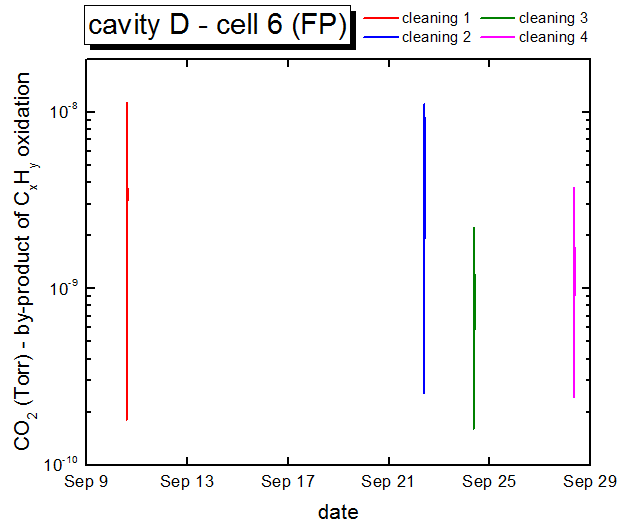 cavity D - cell 6 (FP)
cleaning 1
cleaning 2
cleaning 3
cleaning 4
CO₂ (Torr) - by-product of CₓHᵧ oxidation
10⁻⁸
10⁻⁹
10⁻¹⁰
Sep 9 Sep 13 Sep 17 Sep 21 Sep 25 Sep 29
date